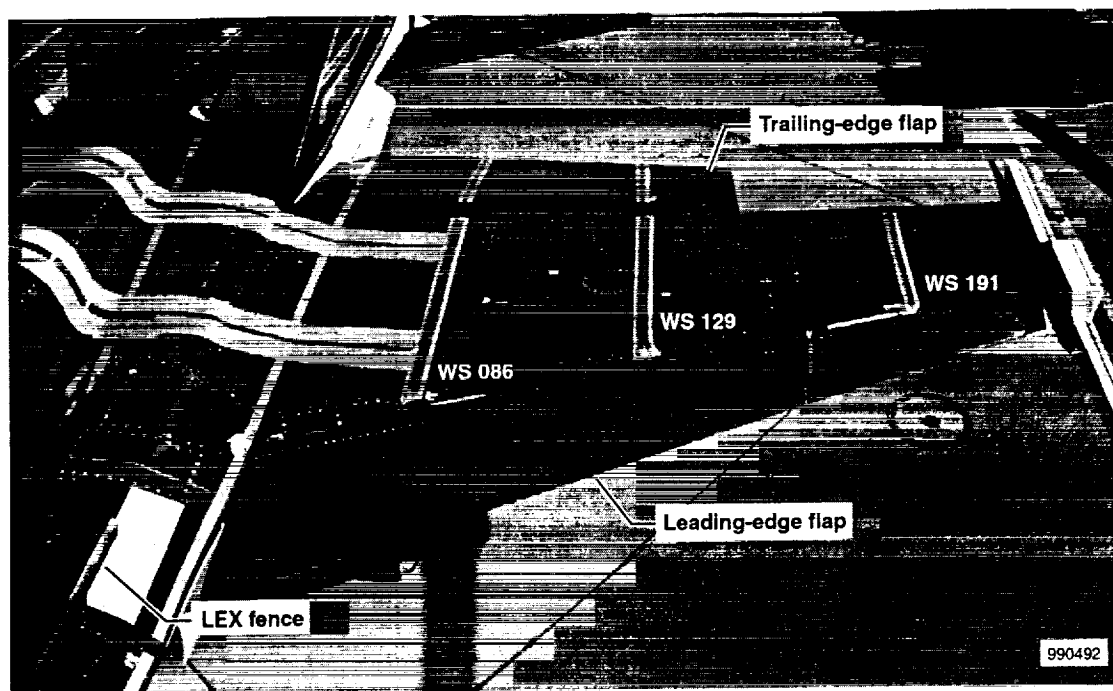 Trailing-edge flap
WS 191
WS 129
WS 086
Leading-edge flap
LEX fence
990492